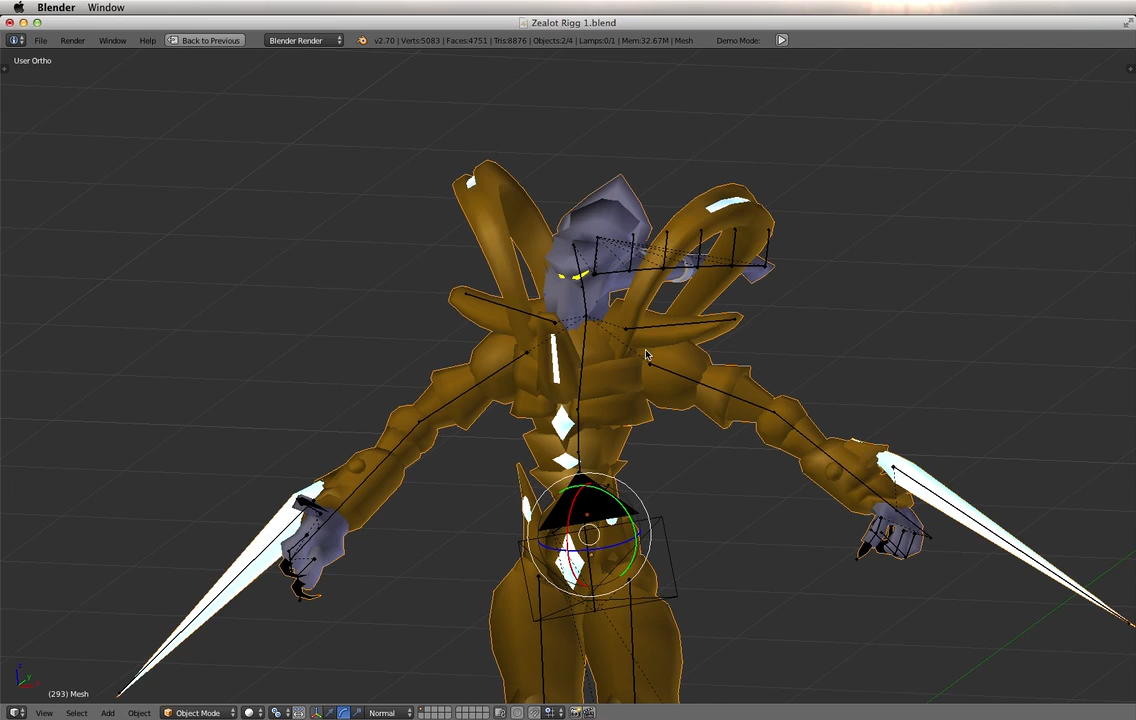 Blender Window
Zealot Rigg 1.blend
File Render Window Help Back to Previous Blender Render v2.70 | Verts:5083 | Faces:4751 | Tris:8876 | Objects:2/4 | Lamps:0/1 | Mem:32.67M | Mesh Demo Mode:
User Ortho
z
y
(293) Mesh
View Select Add Object Object Mode Normal